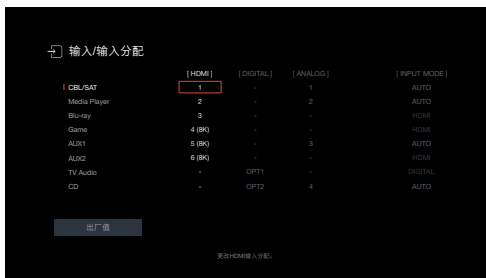 输入/输入分配
[ HDMI ] [ DIGITAL ] [ ANALOG ] [ INPUT MODE ]
CBL/SAT 1 - 1 AUTO
Media Player 2 - 2 AUTO
Blu-ray 3 - - HDMI
Game 4 (8K) - - HDMI
AUX1 5 (8K) - 3 AUTO
AUX2 6 (8K) - - HDMI
TV Audio - OPT1 - DIGITAL
CD - OPT2 4 AUTO
出厂值
更改HDMI输入分配。